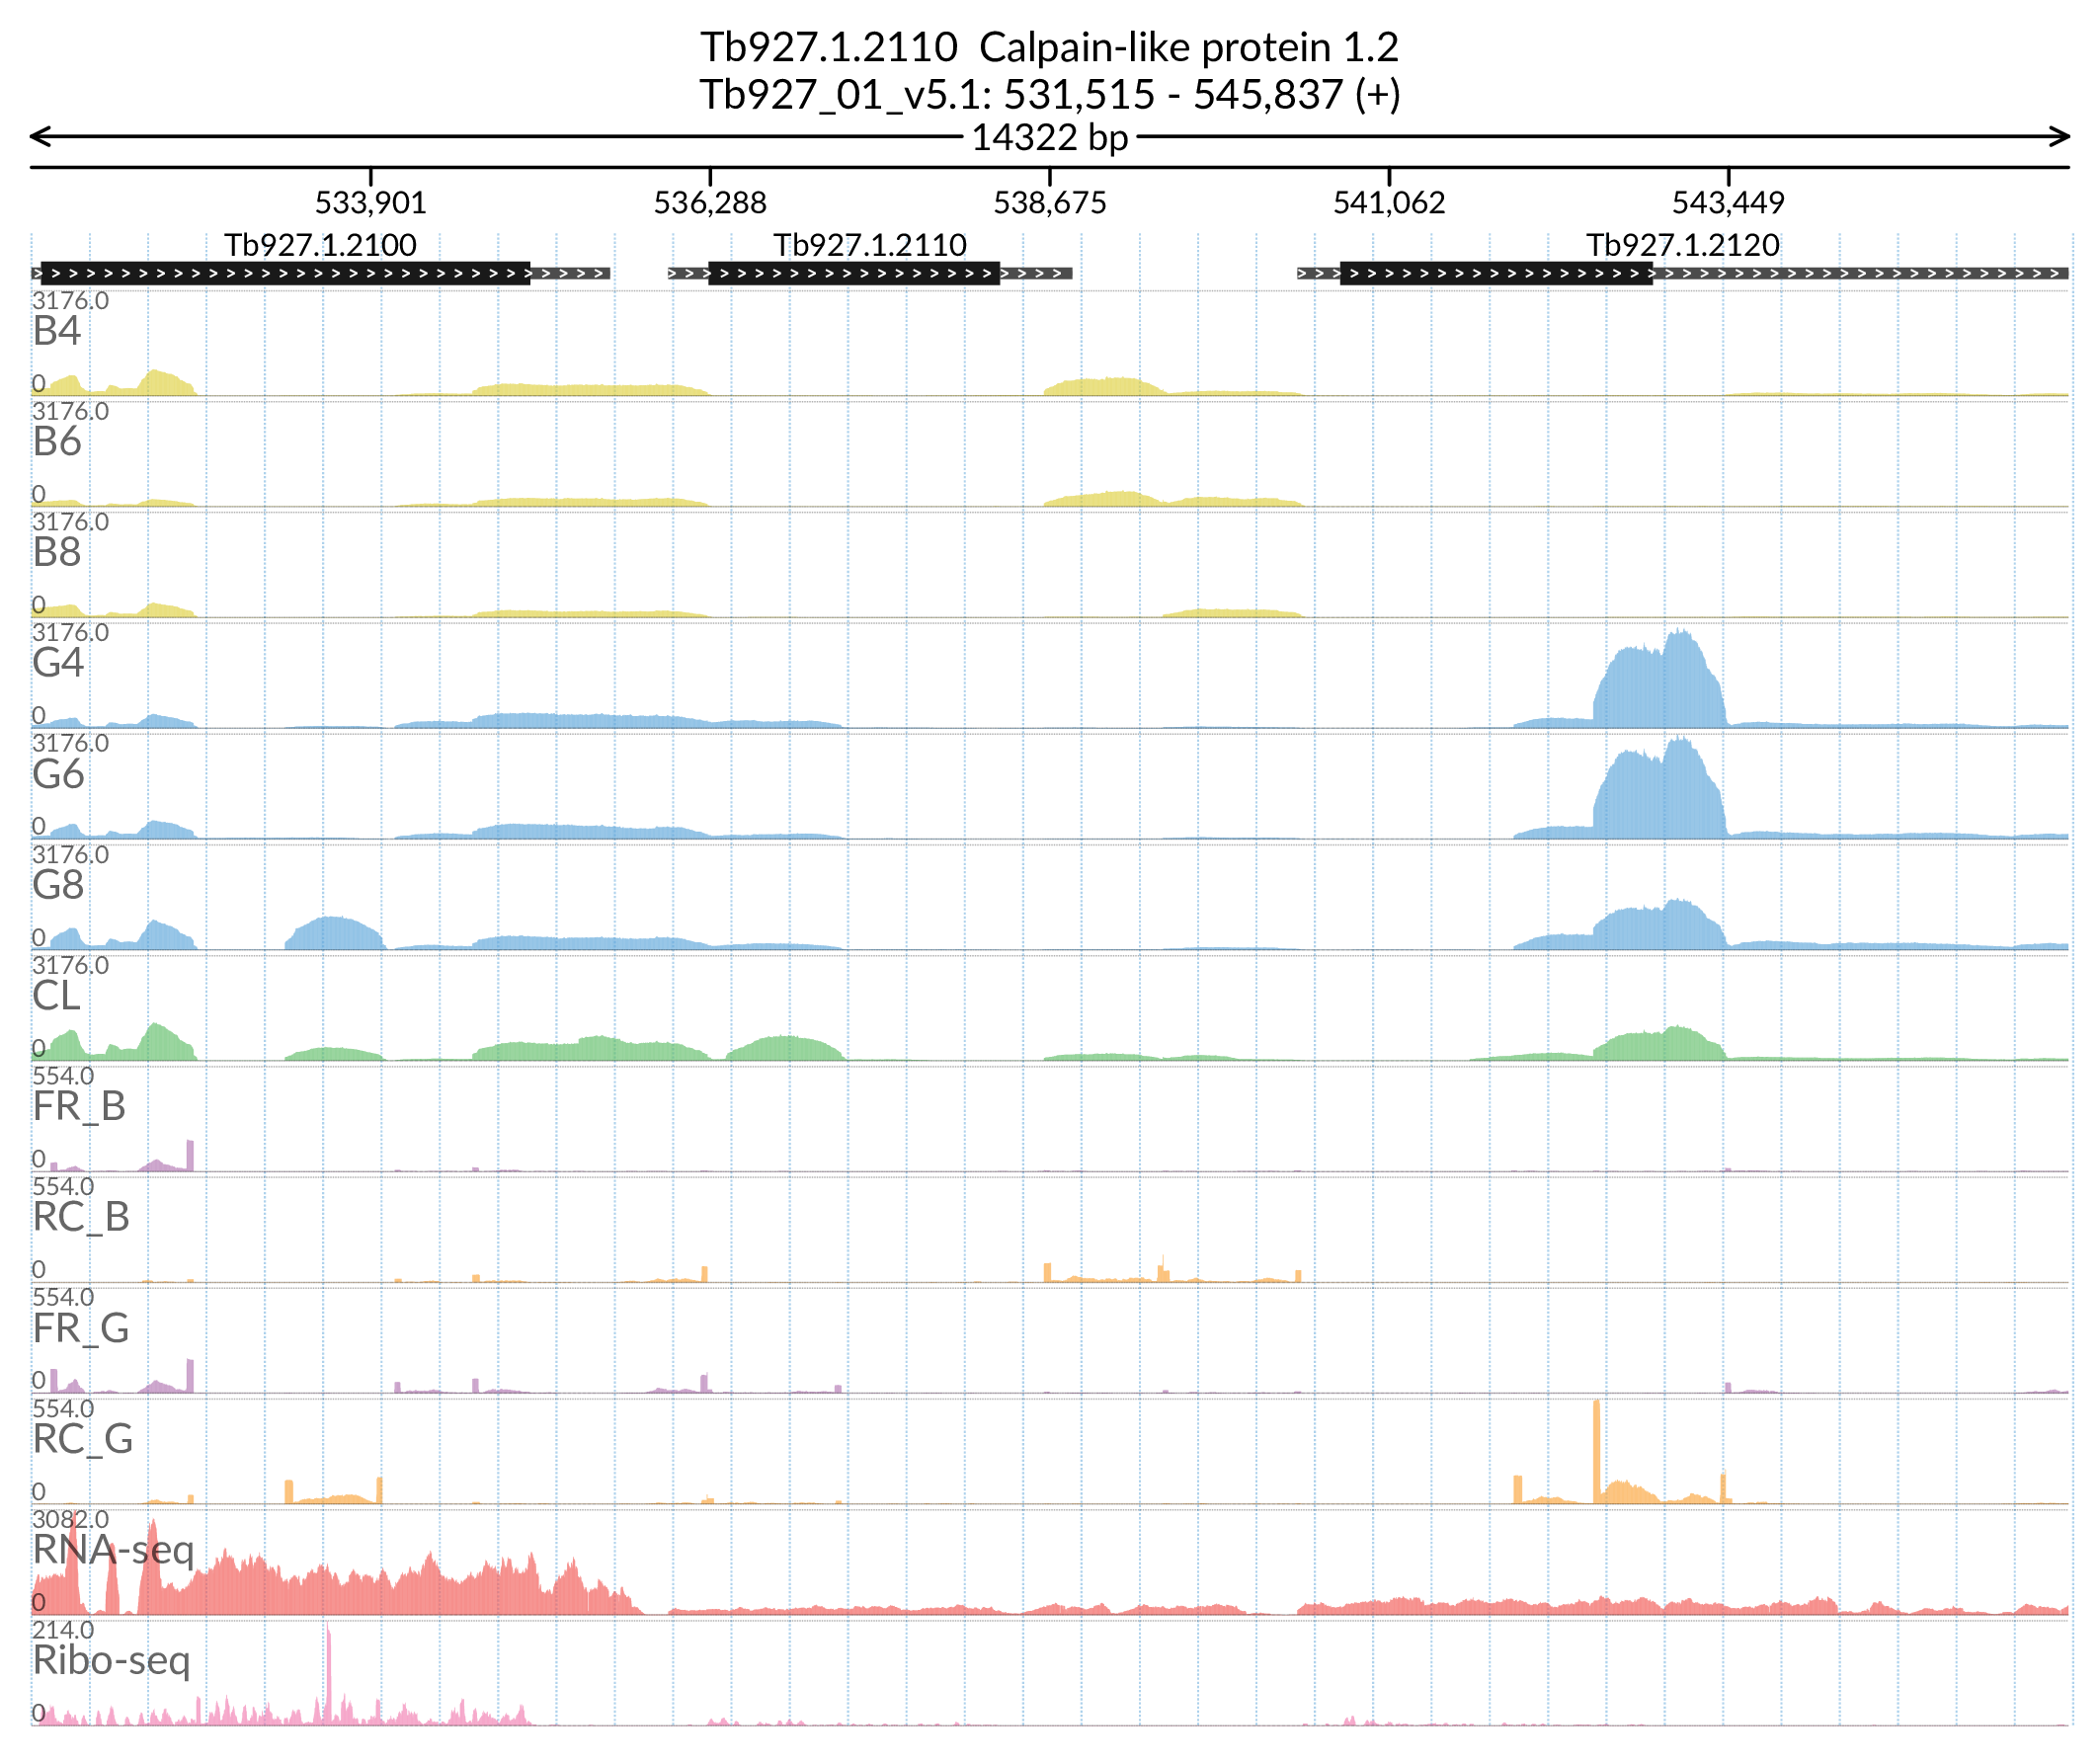 Tb927.1.2110  Calpain-like protein 1.2
Tb927_01_v5.1: 531,515 - 545,837 (+)
14322 bp
533,901 536,288 538,675 541,062 543,449
Tb927.1.2100 Tb927.1.2110 Tb927.1.2120
3176.0
B4
0
3176.0
B6
0
3176.0
B8
0
3176.0
G4
0
3176.0
G6
0
3176.0
G8
0
3176.0
CL
0
554.0
FR_B
0
554.0
RC_B
0
554.0
FR_G
0
554.0
RC_G
0
3082.0
RNA-seq
0
214.0
Ribo-seq
0